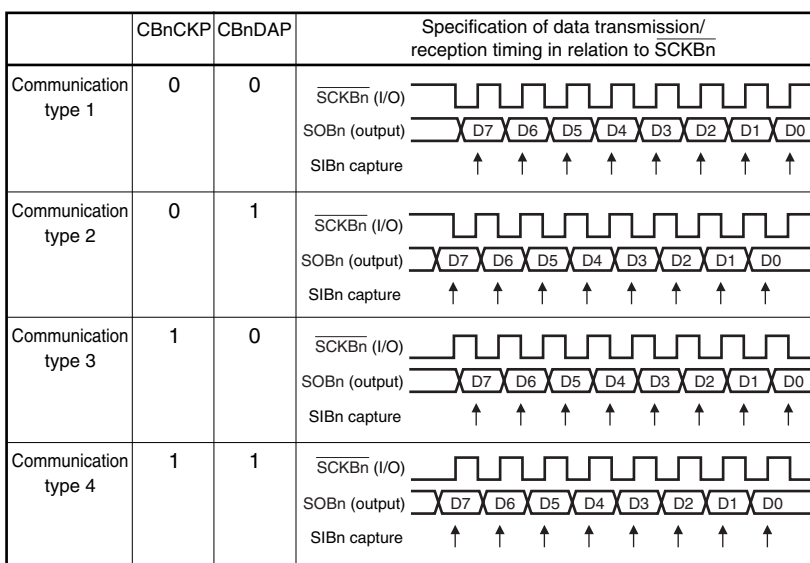 CBnCKP CBnDAP Specification of data transmission/
reception timing in relation to SCKBn
Communication
type 1
0 0
SCKBn (I/O)
SOBn (output) D7 D6 D5 D4 D3 D2 D1 D0
SIBn capture
Communication
type 2
0 1
SCKBn (I/O)
SOBn (output) D7 D6 D5 D4 D3 D2 D1 D0
SIBn capture
Communication
type 3
1 0
SCKBn (I/O)
SOBn (output) D7 D6 D5 D4 D3 D2 D1 D0
SIBn capture
Communication
type 4
1 1
SCKBn (I/O)
SOBn (output) D7 D6 D5 D4 D3 D2 D1 D0
SIBn capture